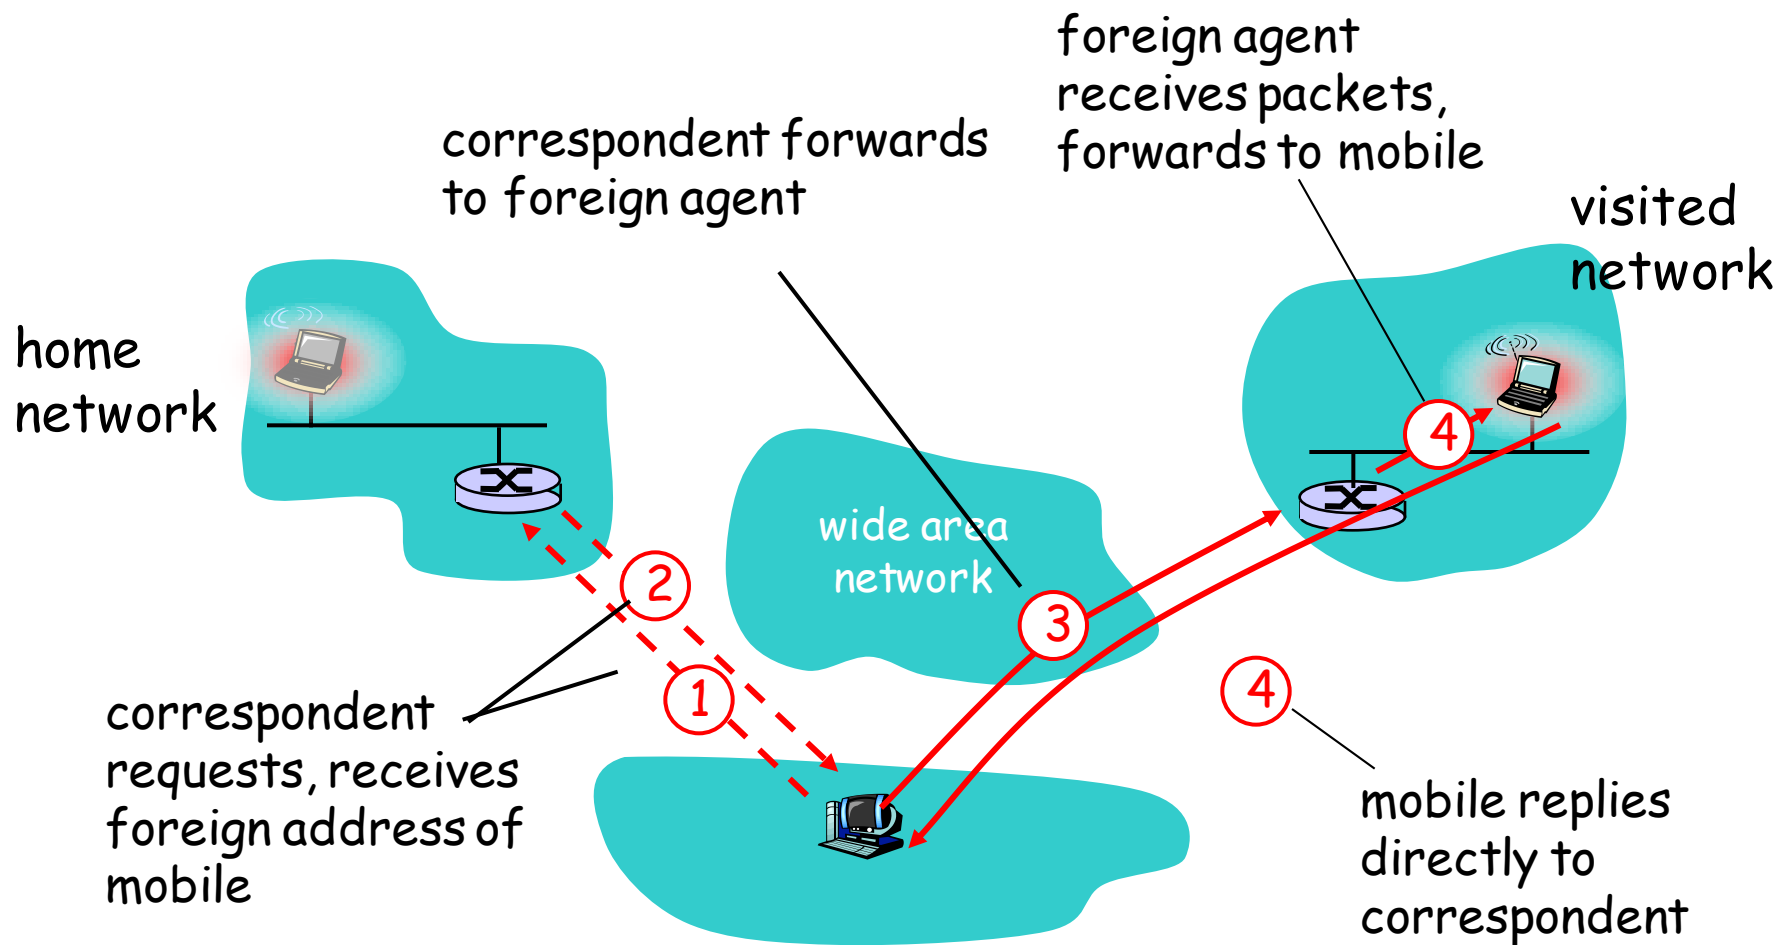 foreign agent
receives packets,
forwards to mobile
correspondent forwards
to foreign agent
visited
network
home
network
4
wide area
network
2
3
1
4
correspondent
requests, receives
foreign address of
mobile
mobile replies
directly to
correspondent